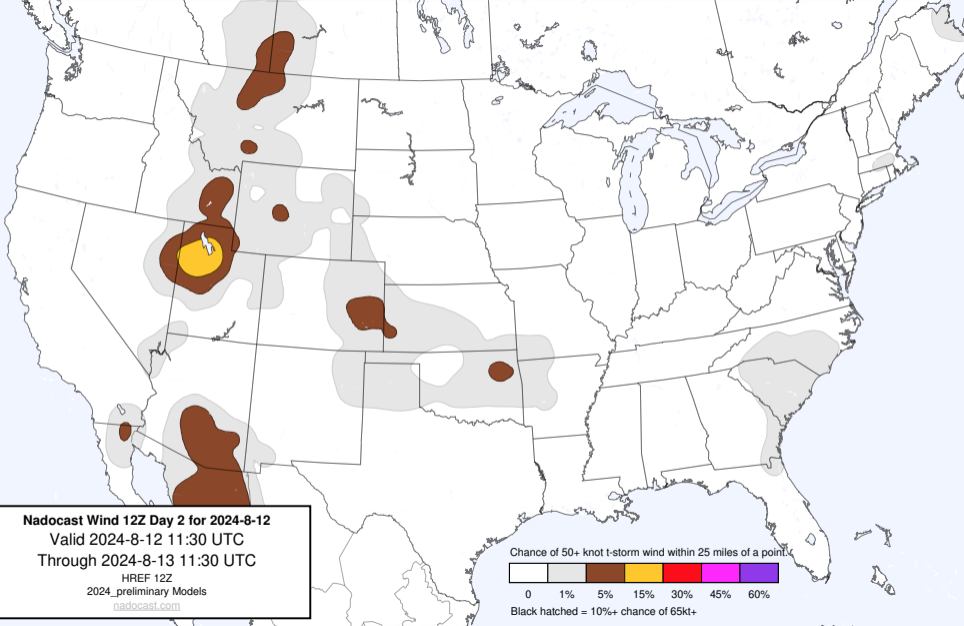 Nadocast Wind 12Z Day 2 for 2024-8-12
Valid 2024-8-12 11:30 UTC
Through 2024-8-13 11:30 UTC
HREF 12Z
2024_preliminary Models
nadocast.com
Chance of 50+ knot t-storm wind within 25 miles of a point.
0 1% 5% 15% 30% 45% 60%
Black hatched = 10%+ chance of 65kt+